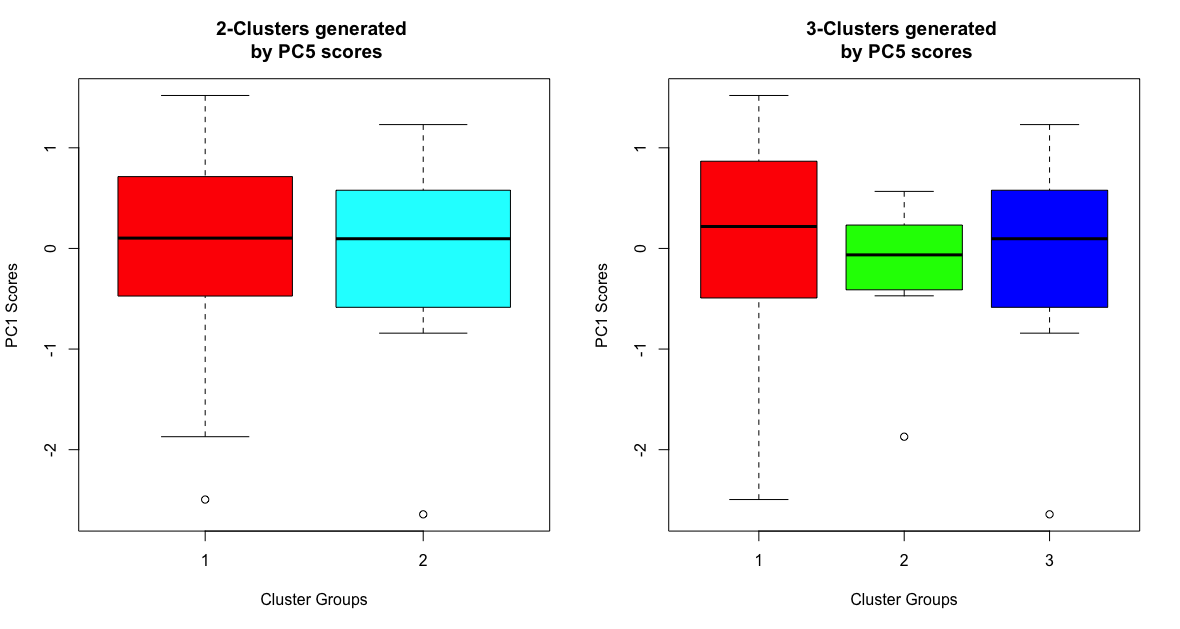 2-Clusters generated
by PC5 scores
PC1 Scores
1
0
-1
-2
1
2
Cluster Groups
3-Clusters generated
by PC5 scores
PC1 Scores
1
0
-1
-2
1
2
3
Cluster Groups